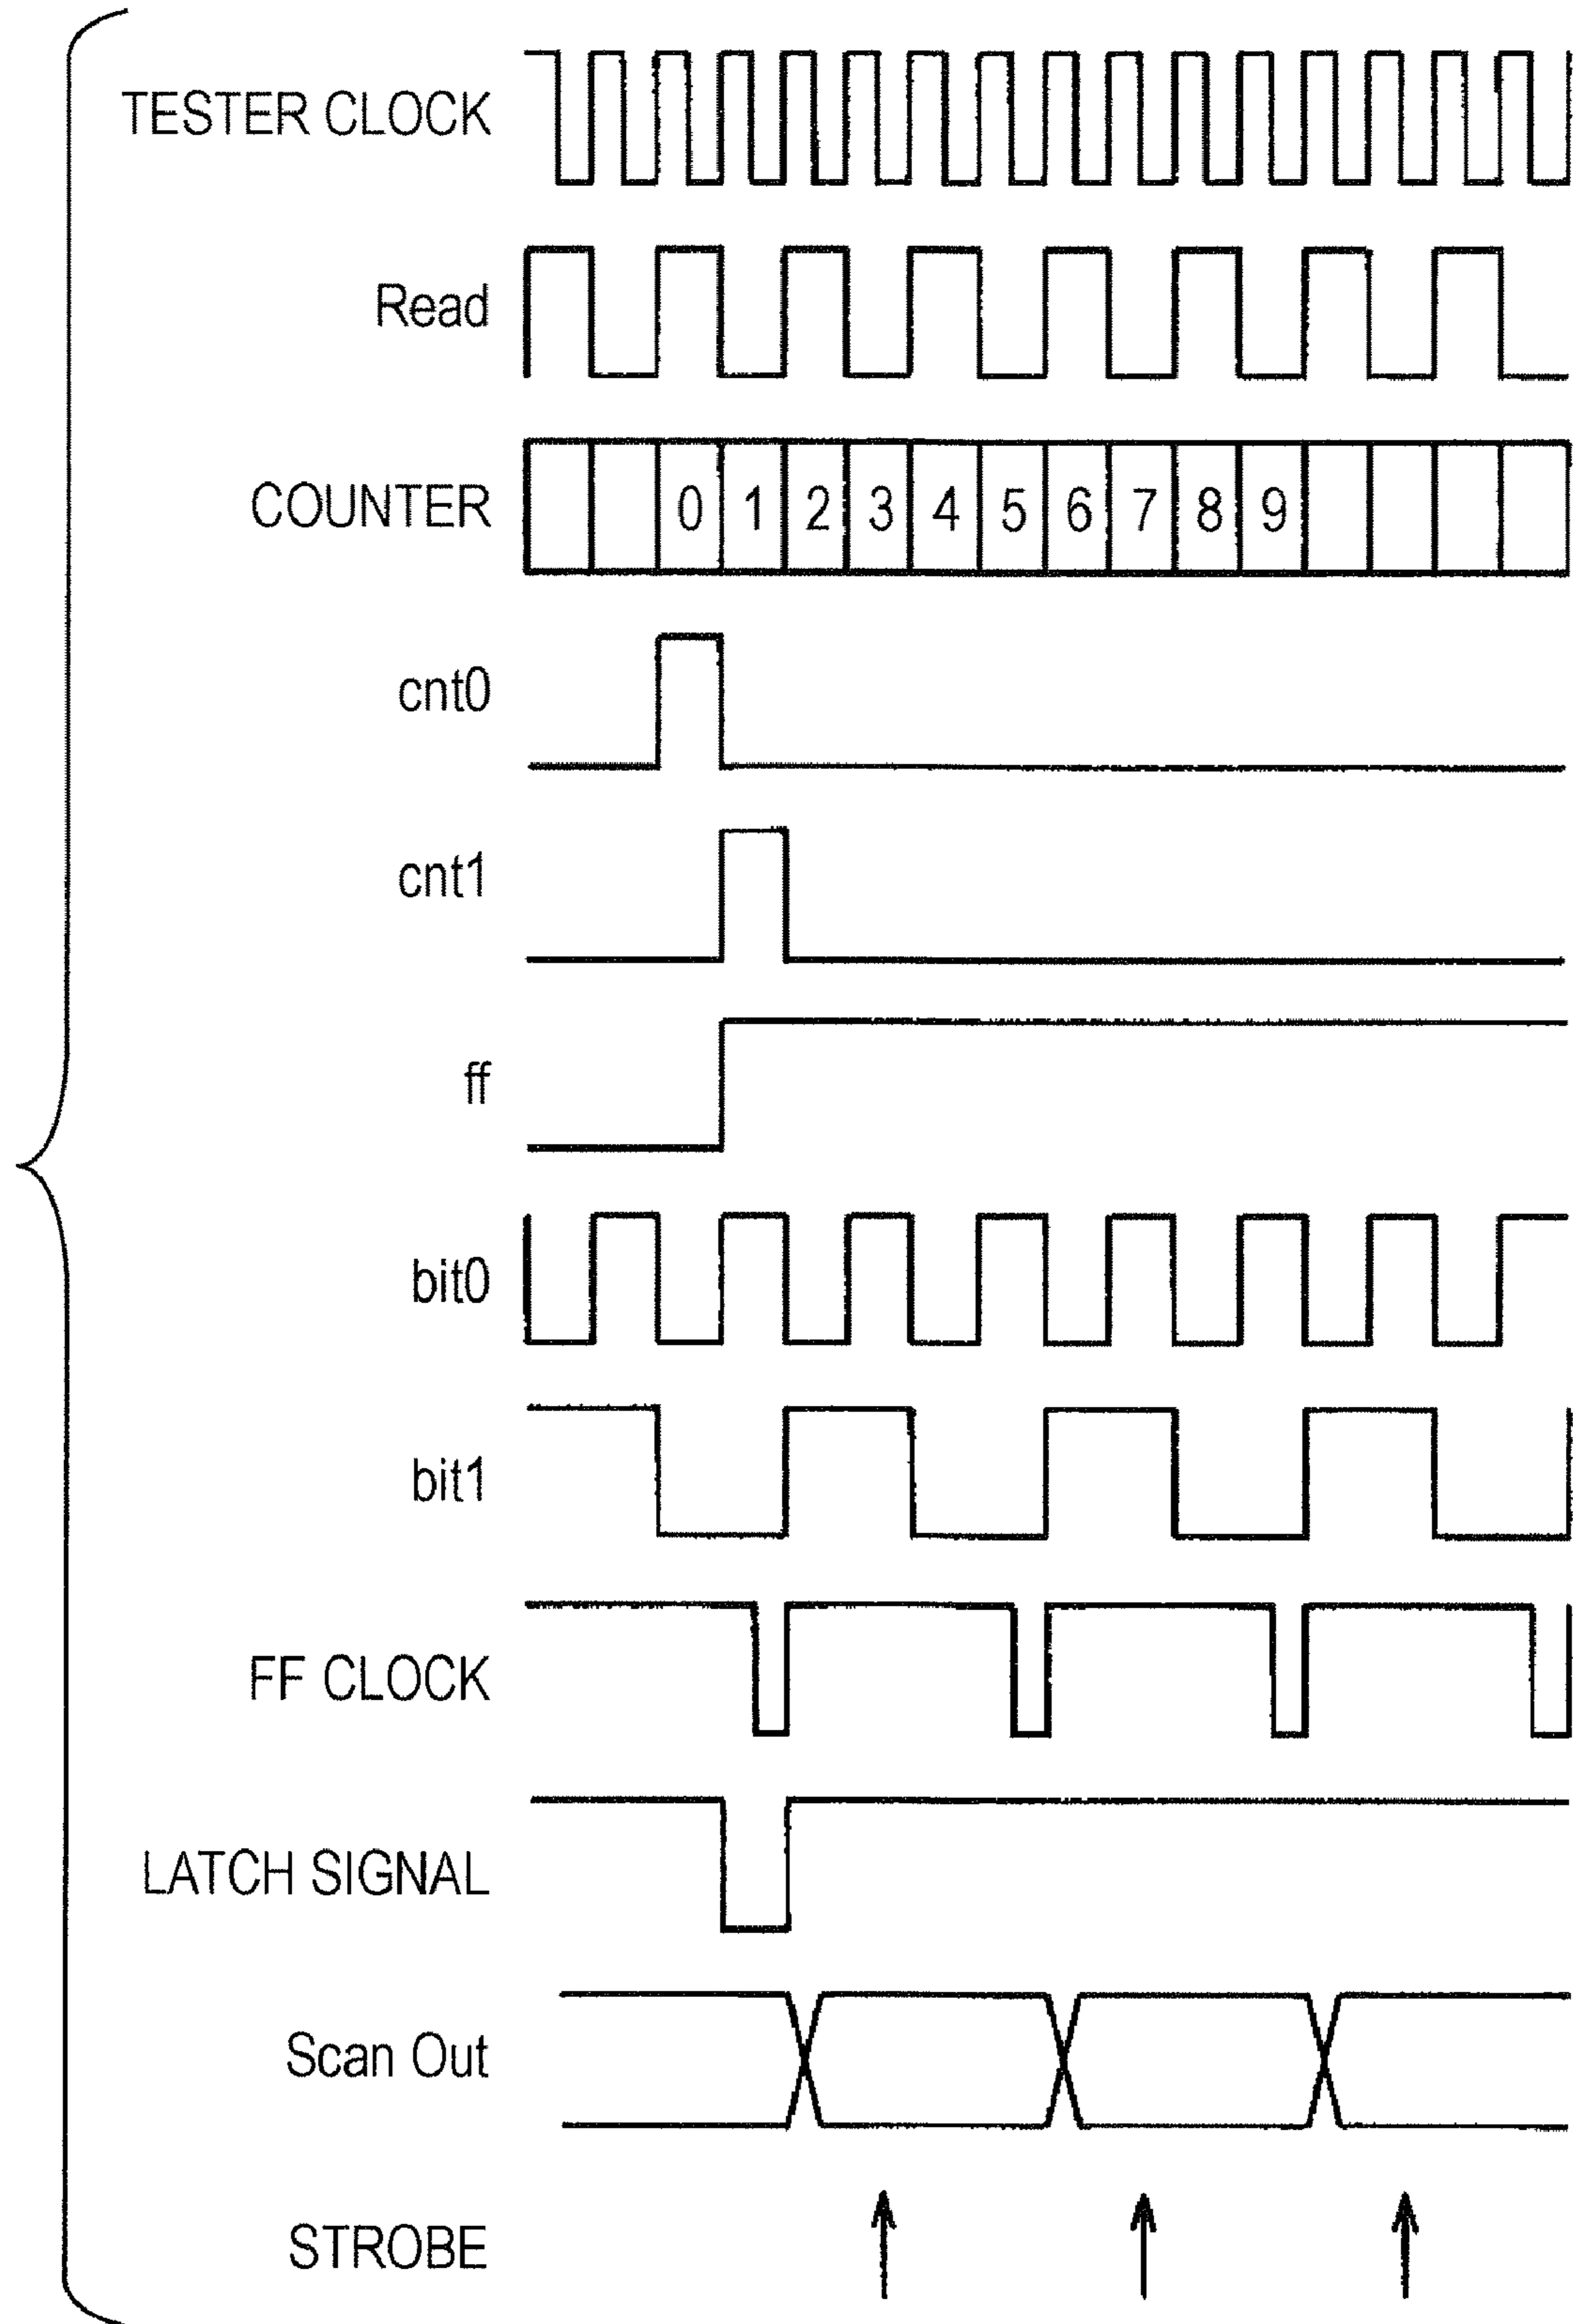 TESTER CLOCK
Read
COUNTER 0 1 2 3 4 5 6 7 8 9
cnt0
cnt1
ff
bit0
bit1
FF CLOCK
LATCH SIGNAL
Scan Out
STROBE